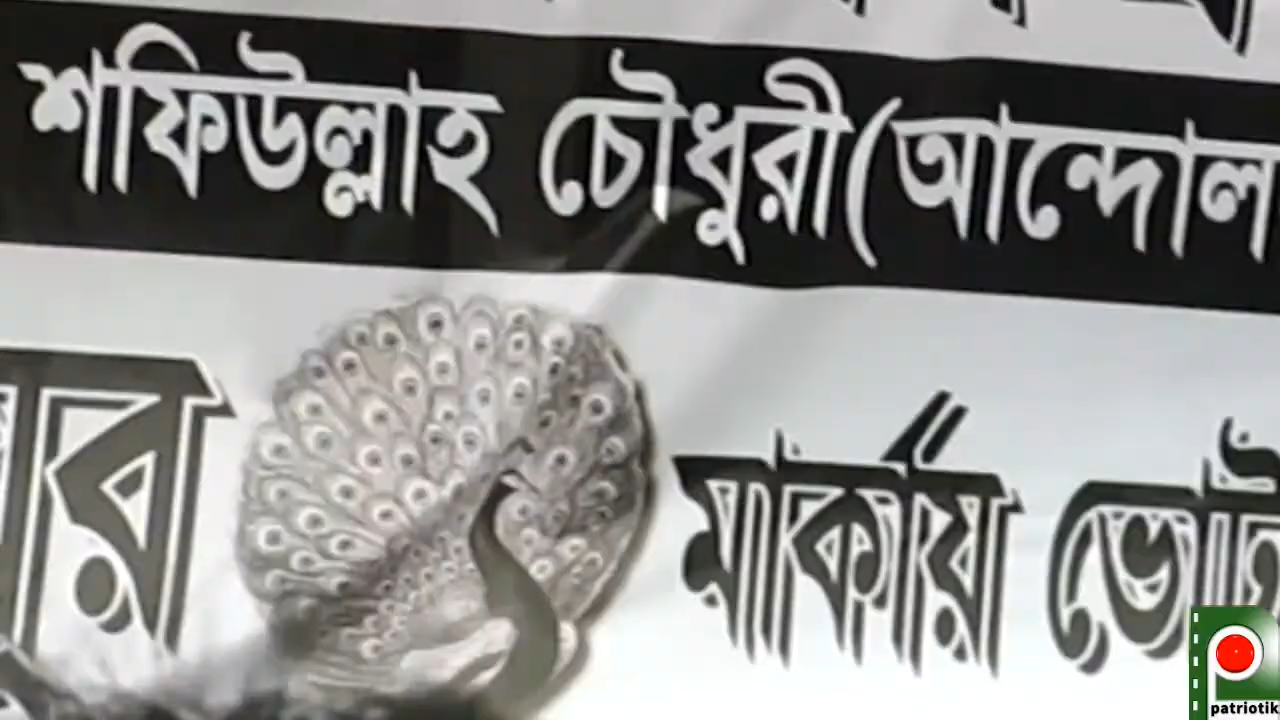 শফিউল্লাহ চৌধুরী (আন্দোল
মার্কায় ভোট
patriotik